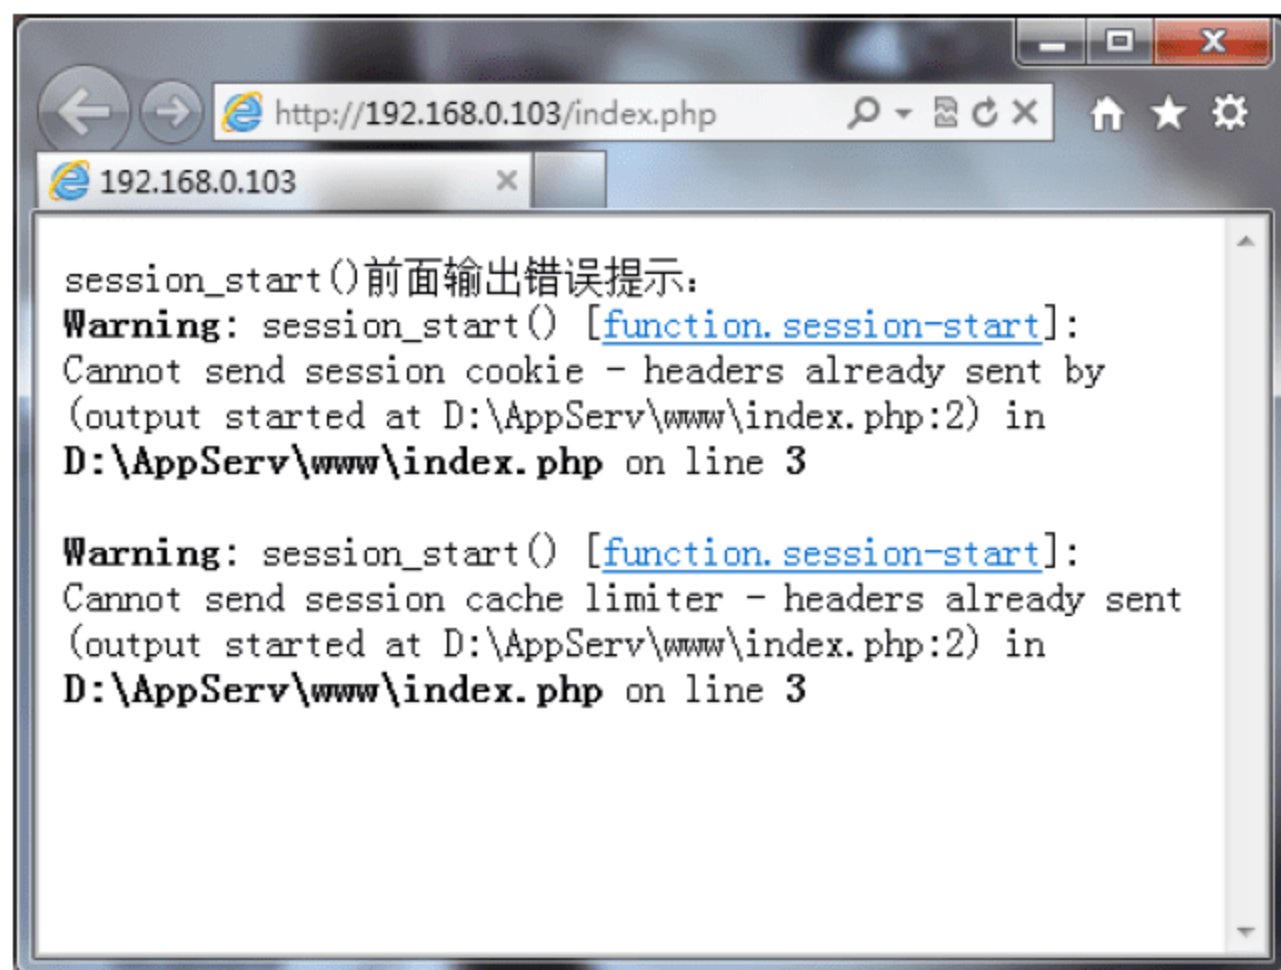 http://192.168.0.103/index.php
192.168.0.103
session_start()前面输出错误提示：
Warning: session_start() [function.session-start]:
Cannot send session cookie - headers already sent by
(output started at D:\AppServ\www\index.php:2) in
D:\AppServ\www\index.php on line 3
Warning: session_start() [function.session-start]:
Cannot send session cache limiter - headers already sent
(output started at D:\AppServ\www\index.php:2) in
D:\AppServ\www\index.php on line 3